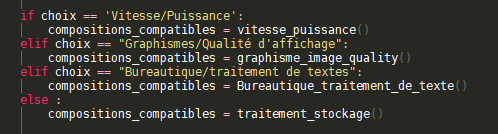 if choix == 'Vitesse/Puissance':
    compositions_compatibles = vitesse_puissance()
elif choix == "Graphismes/Qualité d'affichage":
    compositions_compatibles = graphisme_image_quality()
elif choix == "Bureautique/traitement de textes":
    compositions_compatibles = Bureautique_traitement_de_texte()
else :
    compositions_compatibles = traitement_stockage()